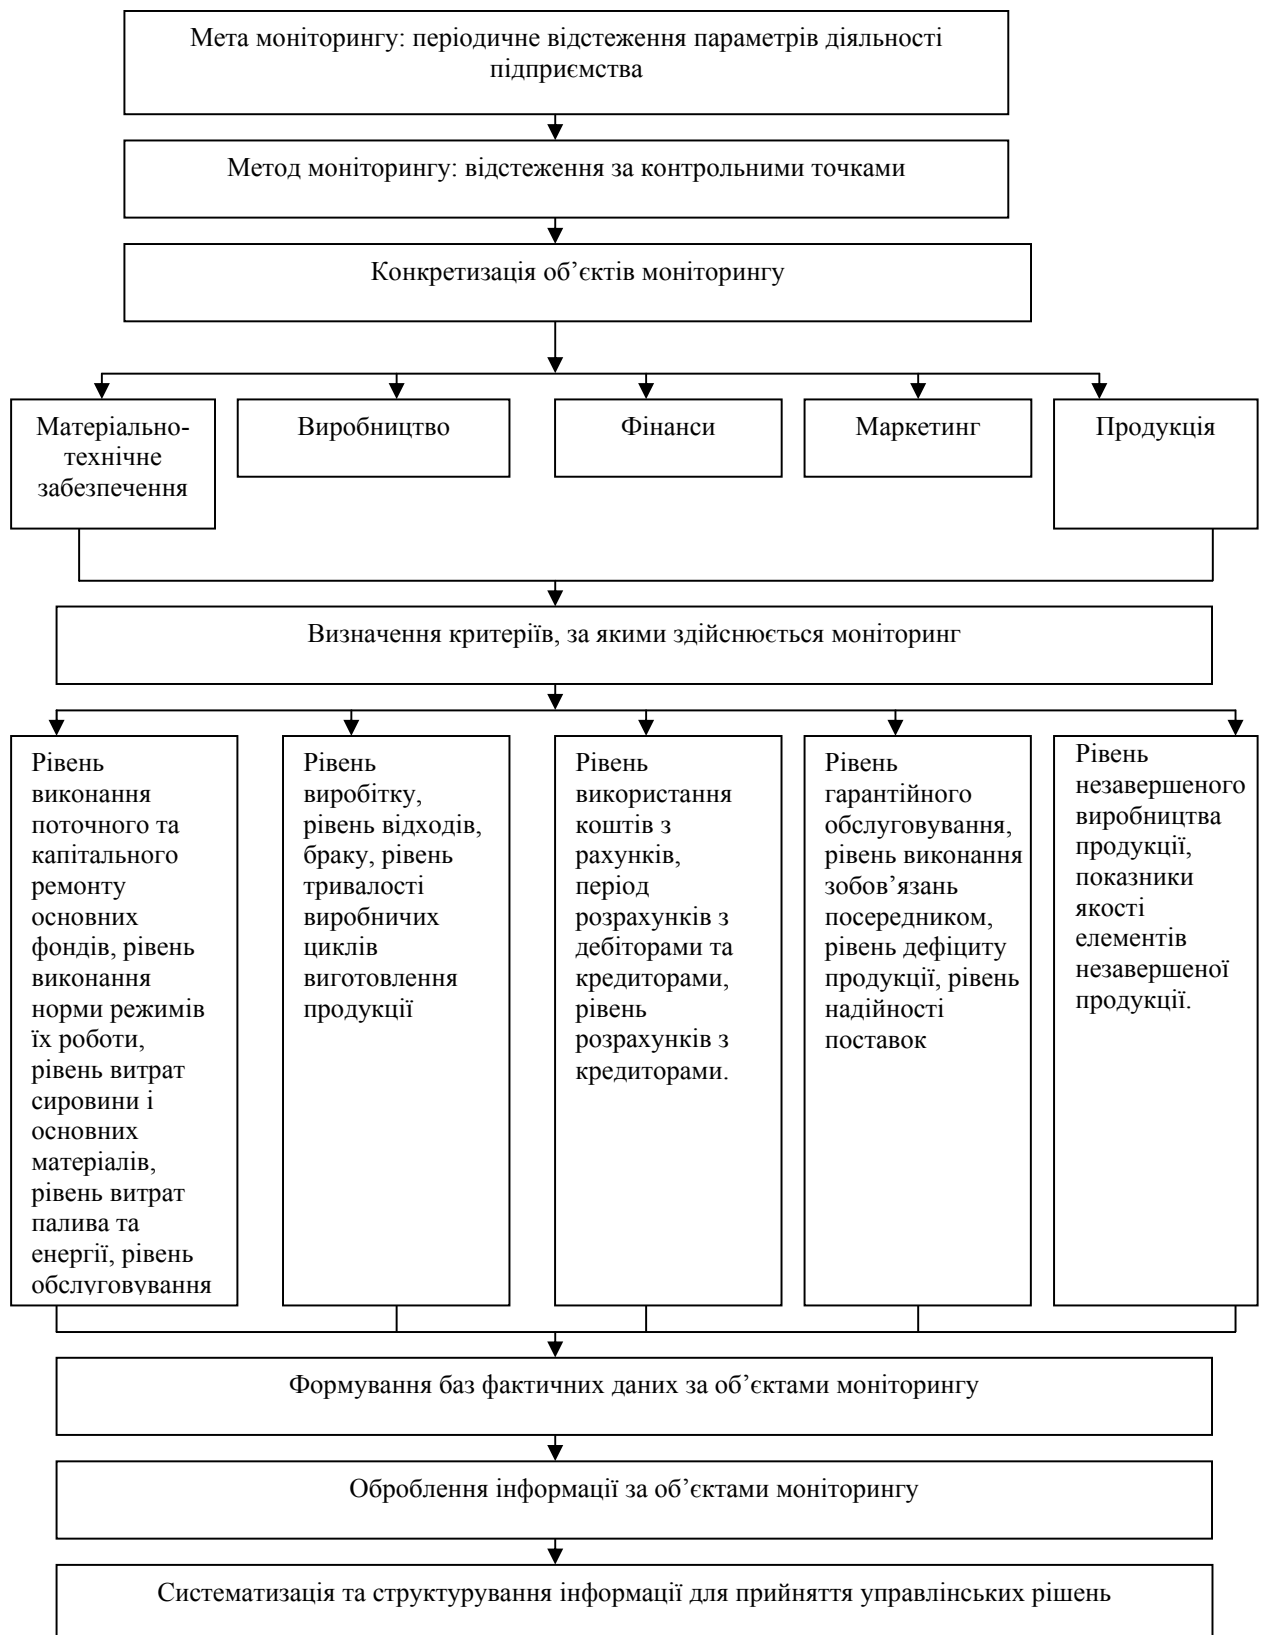 Мета моніторингу: періодичне відстеження параметрів діяльності
підприємства
Метод моніторингу: відстеження за контрольними точками
Конкретизація об’єктів моніторингу
Матеріально-
технічне
забезпечення
Виробництво
Фінанси
Маркетинг
Продукція
Визначення критеріїв, за якими здійснюється моніторинг
Рівень
виконання
поточного та
капітального
ремонту
основних
фондів, рівень
виконання
норми режимів
їх роботи,
рівень витрат
сировини і
основних
матеріалів,
рівень витрат
палива та
енергії, рівень
обслуговування
Рівень
виробітку,
рівень відходів,
браку, рівень
тривалості
виробничих
циклів
виготовлення
продукції
Рівень
використання
коштів з
рахунків,
період
розрахунків з
дебіторами та
кредиторами,
рівень
розрахунків з
кредиторами.
Рівень
гарантійного
обслуговування,
рівень виконання
зобов’язань
посередником,
рівень дефіциту
продукції, рівень
надійності
поставок
Рівень
незавершеного
виробництва
продукції,
показники
якості
елементів
незавершеної
продукції.
Формування баз фактичних даних за об’єктами моніторингу
Оброблення інформації за об’єктами моніторингу
Систематизація та структурування інформації для прийняття управлінських рішень